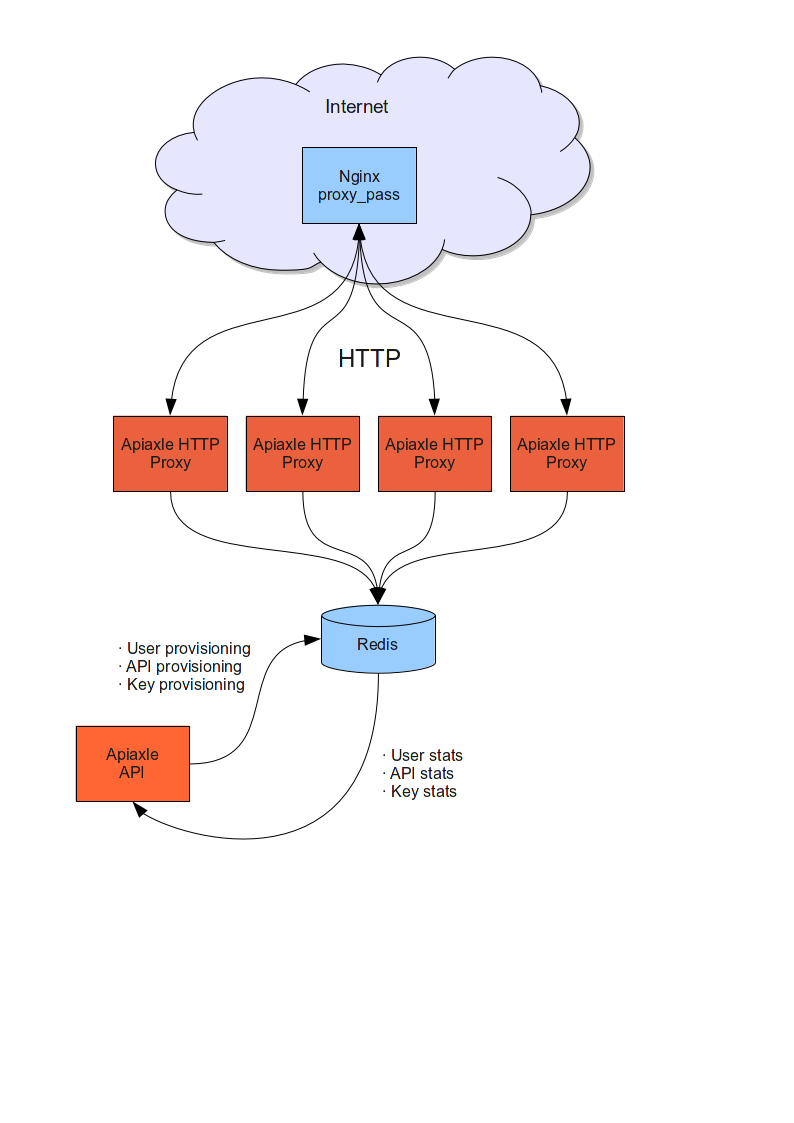 Internet
Nginx
proxy_pass
HTTP
Apiaxle HTTP
Proxy
Apiaxle HTTP
Proxy
Apiaxle HTTP
Proxy
Apiaxle HTTP
Proxy
Redis
· User provisioning
· API provisioning
· Key provisioning
Apiaxle
API
· User stats
· API stats
· Key stats